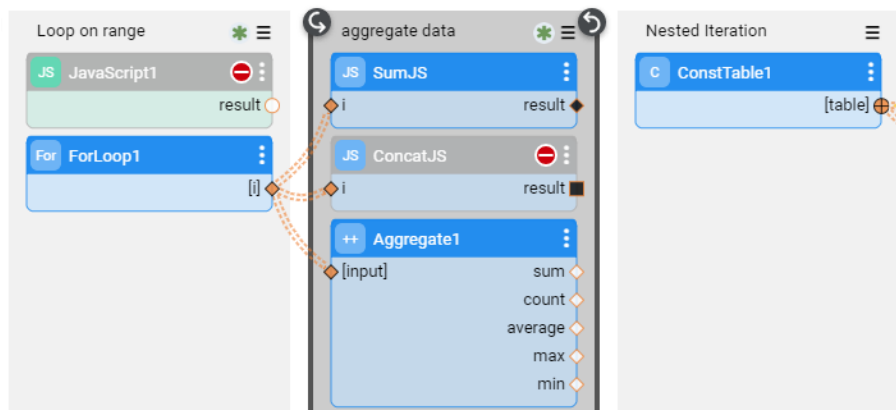 Loop on range
JS JavaScript1
result
For ForLoop1
[i]
aggregate data
JS SumJS
i result
JS ConcatJS
i result
++ Aggregate1
[input] sum
count
average
max
min
Nested Iteration
C ConstTable1
[table]